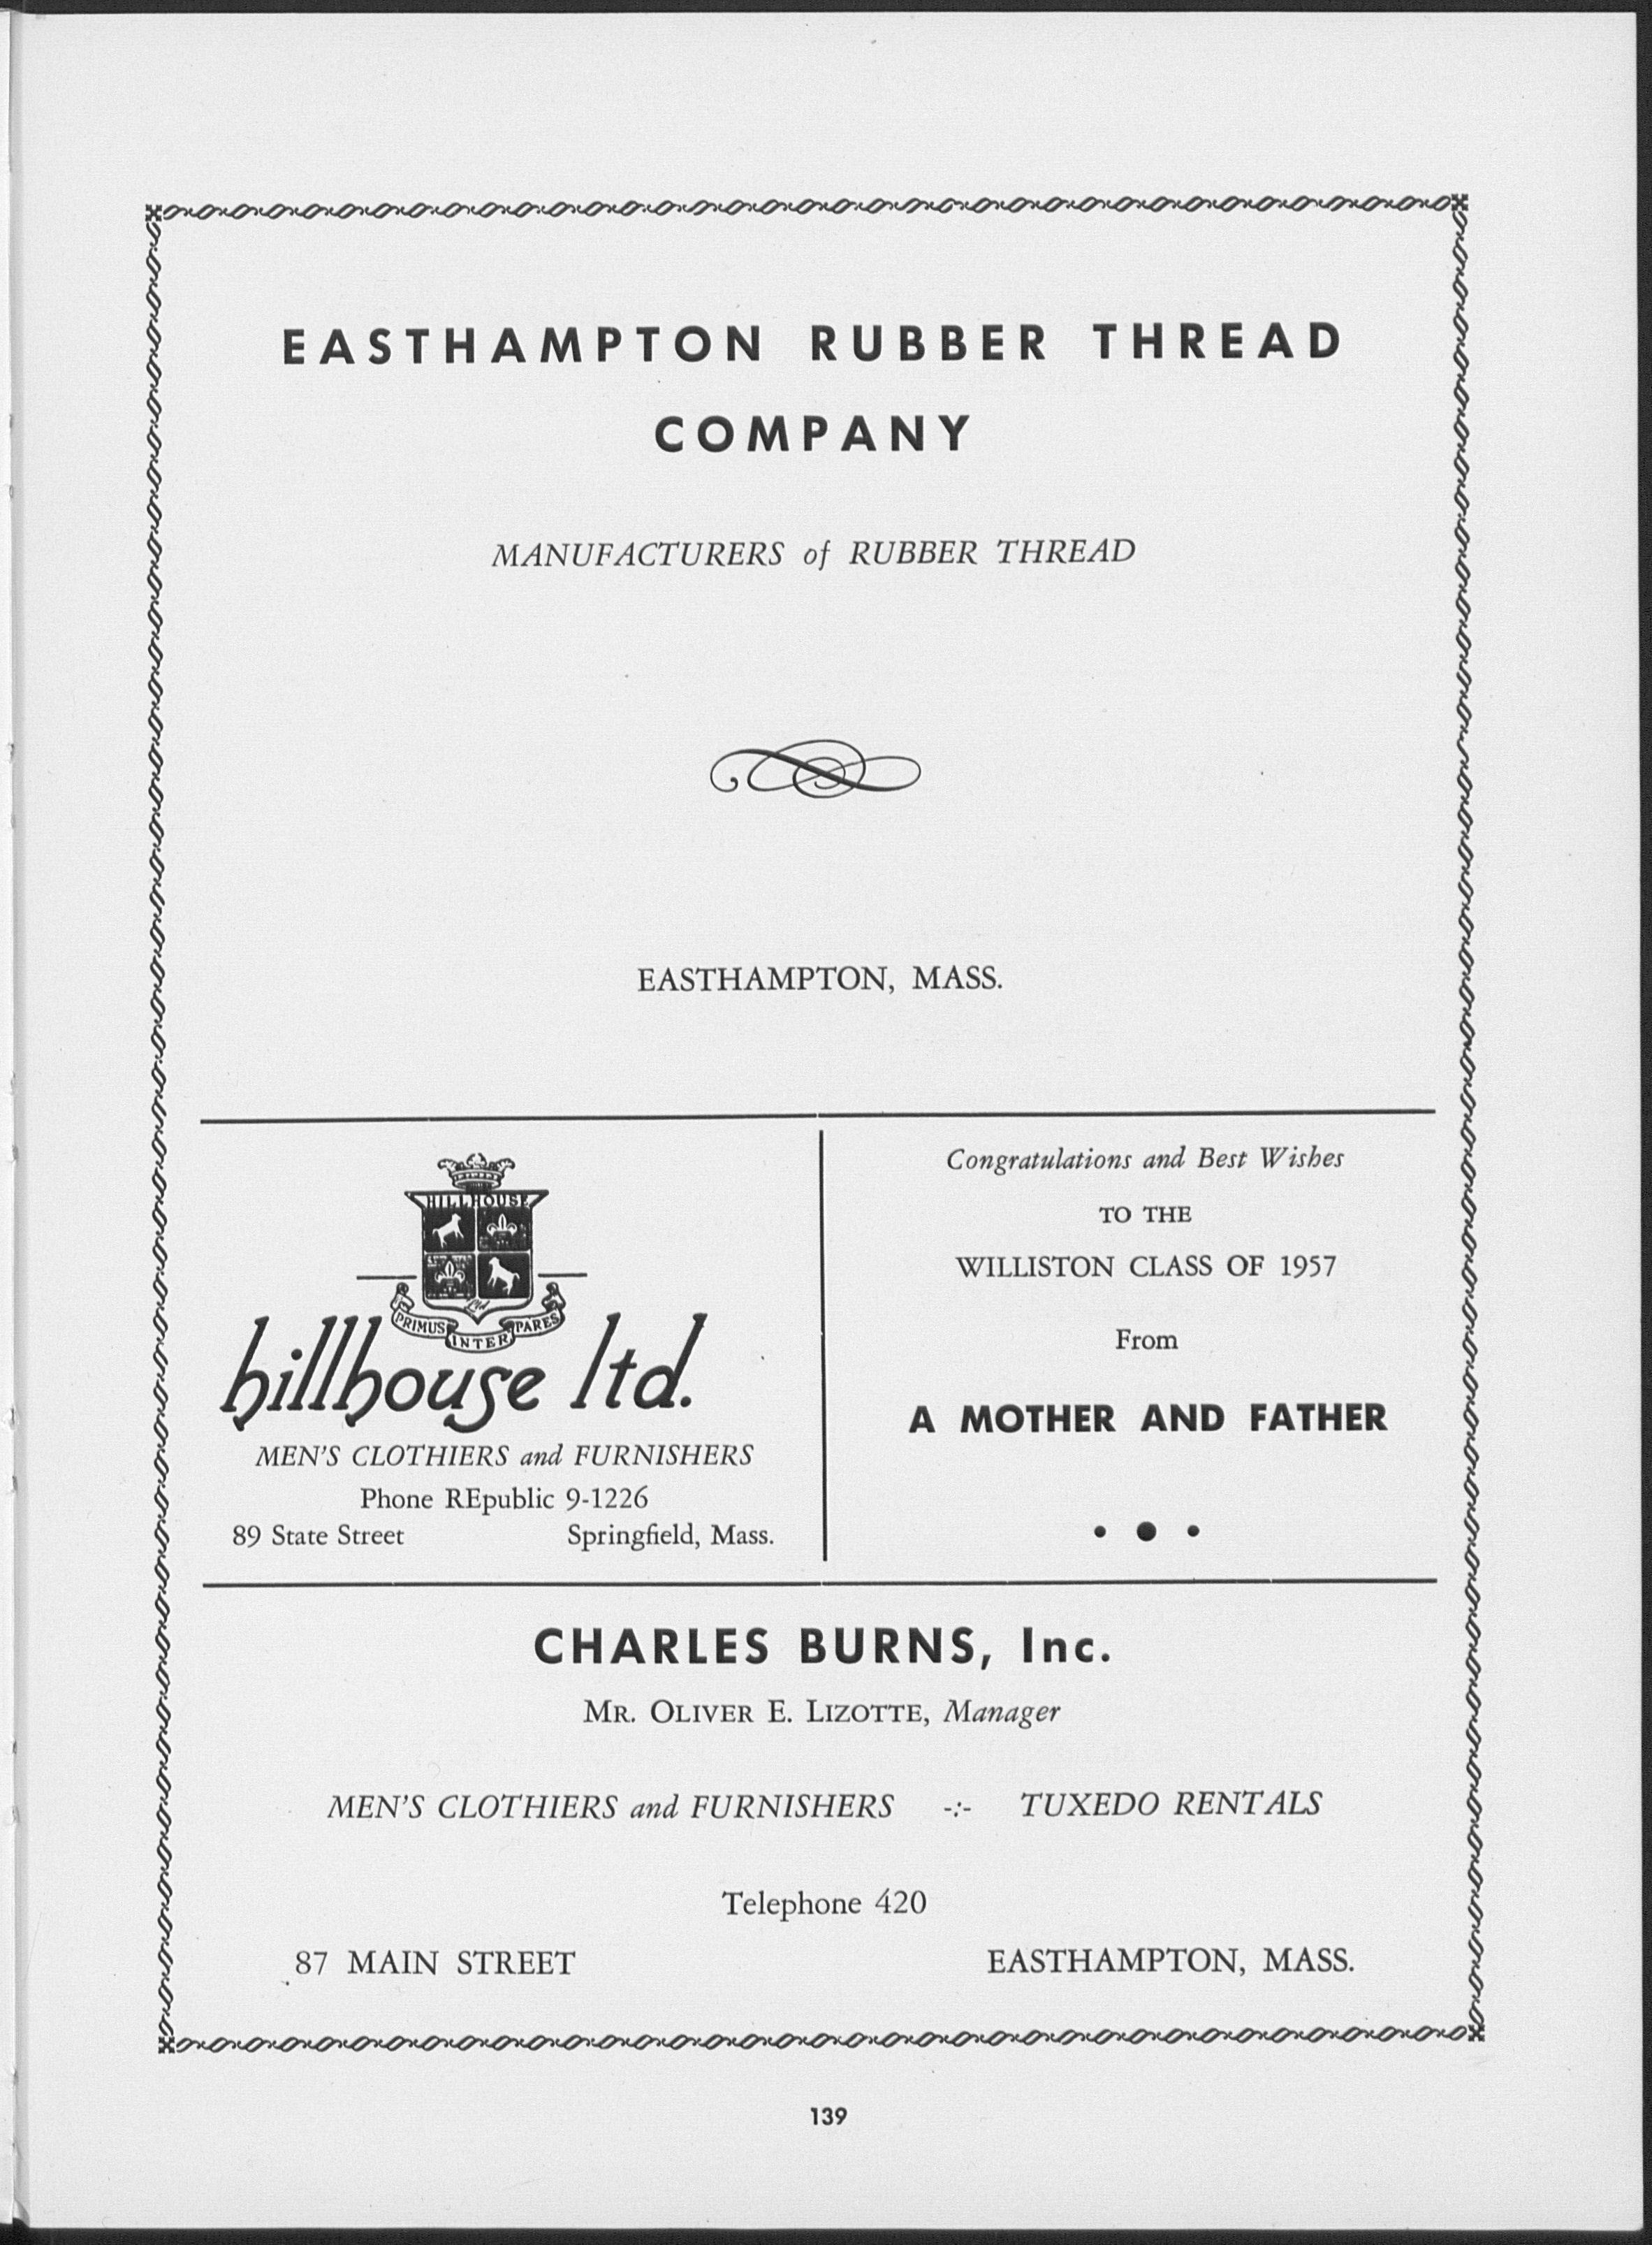 EASTHAMPTON RUBBER THREAD
COMPANY
MANUFACTURERS of RUBBER THREAD
EASTHAMPTON, MASS.
HILLHOUSE
Ltd
PRIMUS INTER PARES
hillhouse ltd.
MEN'S CLOTHIERS and FURNISHERS
Phone REpublic 9-1226
89 State Street Springfield, Mass.
Congratulations and Best Wishes
TO THE
WILLISTON CLASS OF 1957
From
A MOTHER AND FATHER
CHARLES BURNS, Inc.
MR. OLIVER E. LIZOTTE, Manager
MEN'S CLOTHIERS and FURNISHERS -:- TUXEDO RENTALS
Telephone 420
87 MAIN STREET EASTHAMPTON, MASS.
139